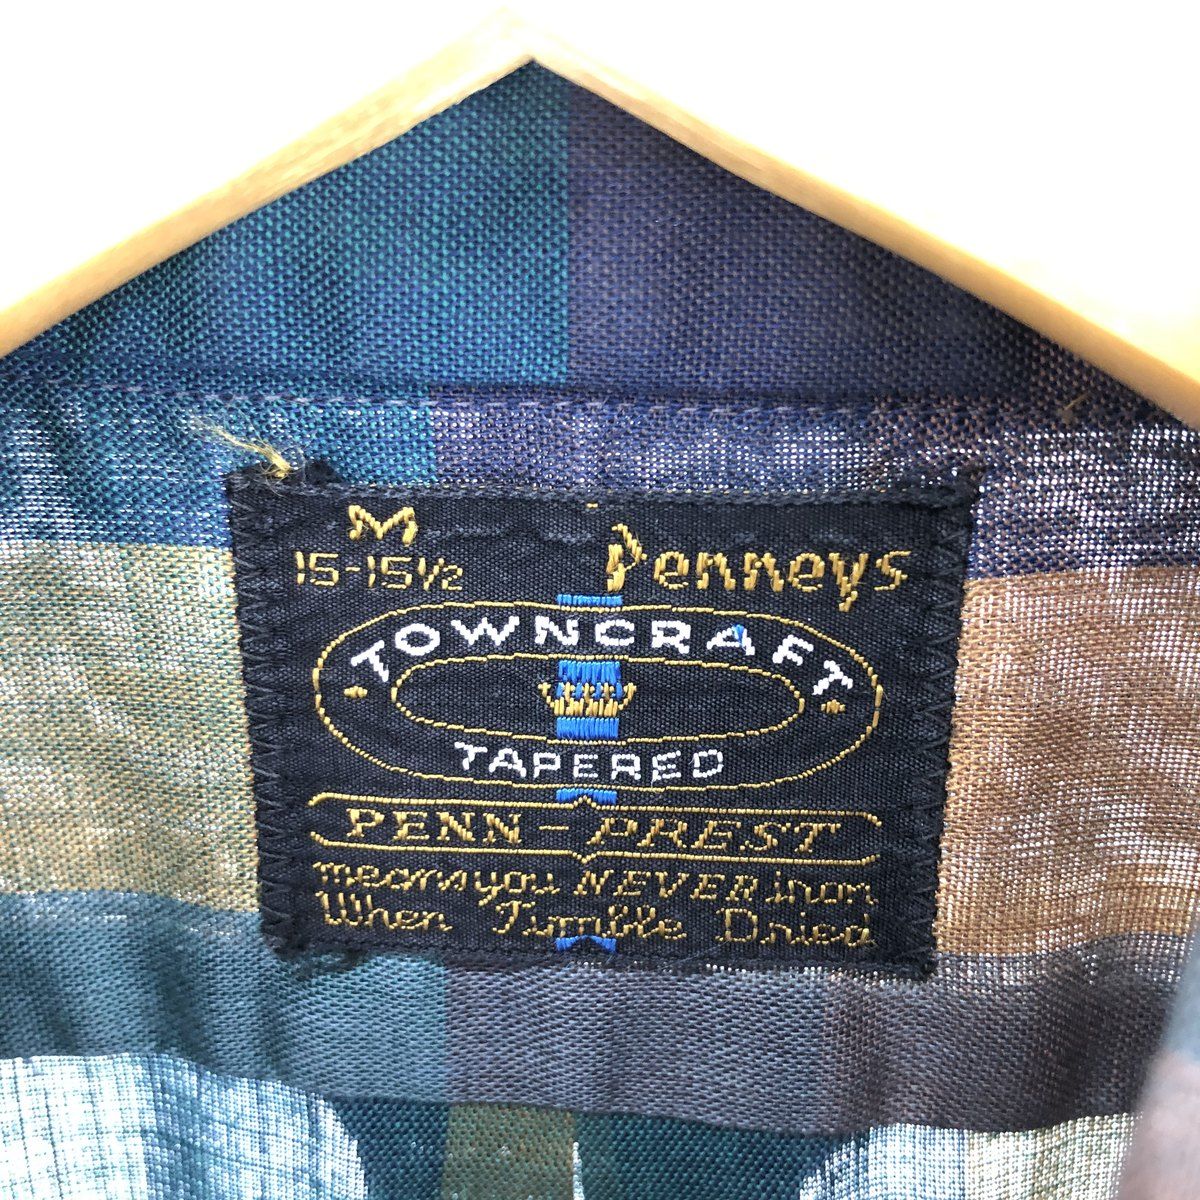 M
15-15½
Penneys
TOWNCRAFT
TAPERED
PENN-PREST
means you NEVER iron
When Tumble Dried